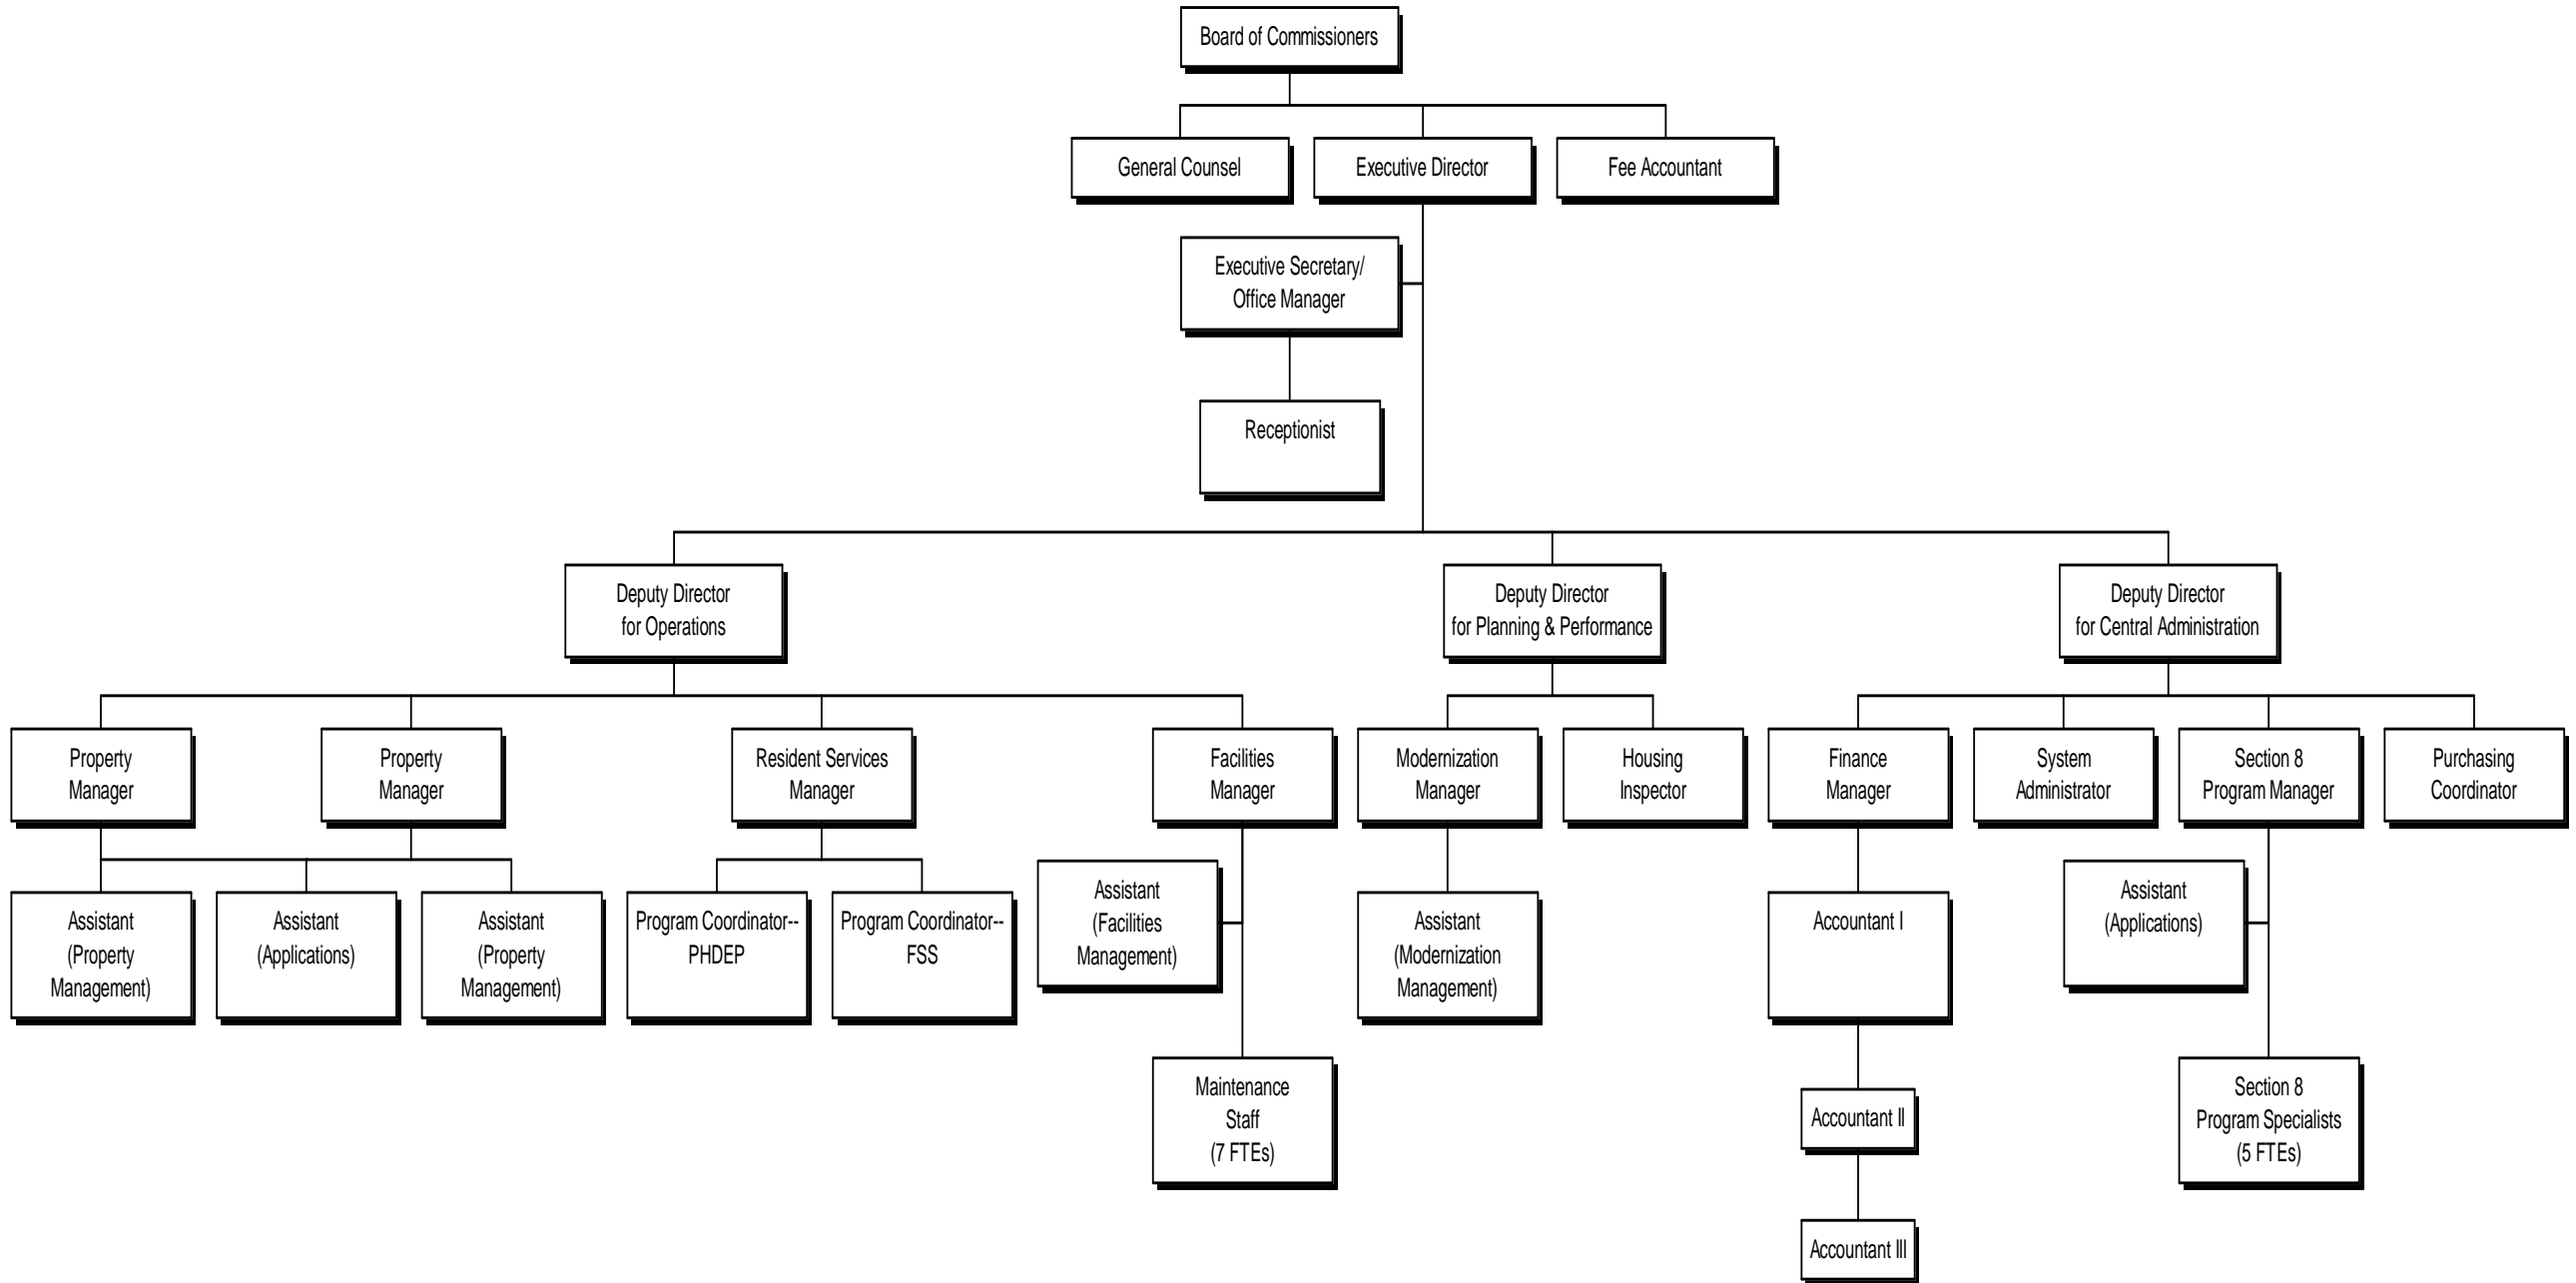 Board of Commissioners
General Counsel
Executive Director
Fee Accountant
Executive Secretary/
Office Manager
Receptionist
Deputy Director
for Operations
Deputy Director
for Planning & Performance
Deputy Director
for Central Administration
Property
Manager
Property
Manager
Resident Services
Manager
Facilities
Manager
Modernization
Manager
Housing
Inspector
Finance
Manager
System
Administrator
Section 8
Program Manager
Purchasing
Coordinator
Assistant
(Property
Management)
Assistant
(Applications)
Assistant
(Property
Management)
Program Coordinator--
PHDEP
Program Coordinator--
FSS
Assistant
(Facilities
Management)
Assistant
(Modernization
Management)
Accountant I
Assistant
(Applications)
Maintenance
Staff
(7 FTEs)
Accountant II
Section 8
Program Specialists
(5 FTEs)
Accountant III